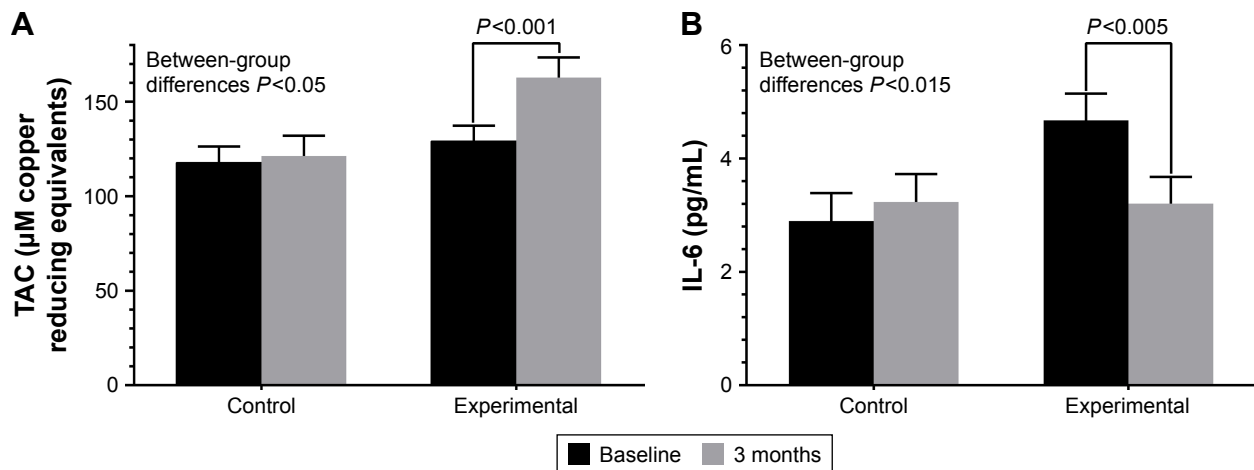 A
P<0.001
Between-group
differences P<0.05
TAC (µM copper
reducing equivalents)
150
100
50
0
Control
Experimental
B
P<0.005
Between-group
differences P<0.015
IL-6 (pg/mL)
6
4
2
0
Control
Experimental
Baseline
3 months